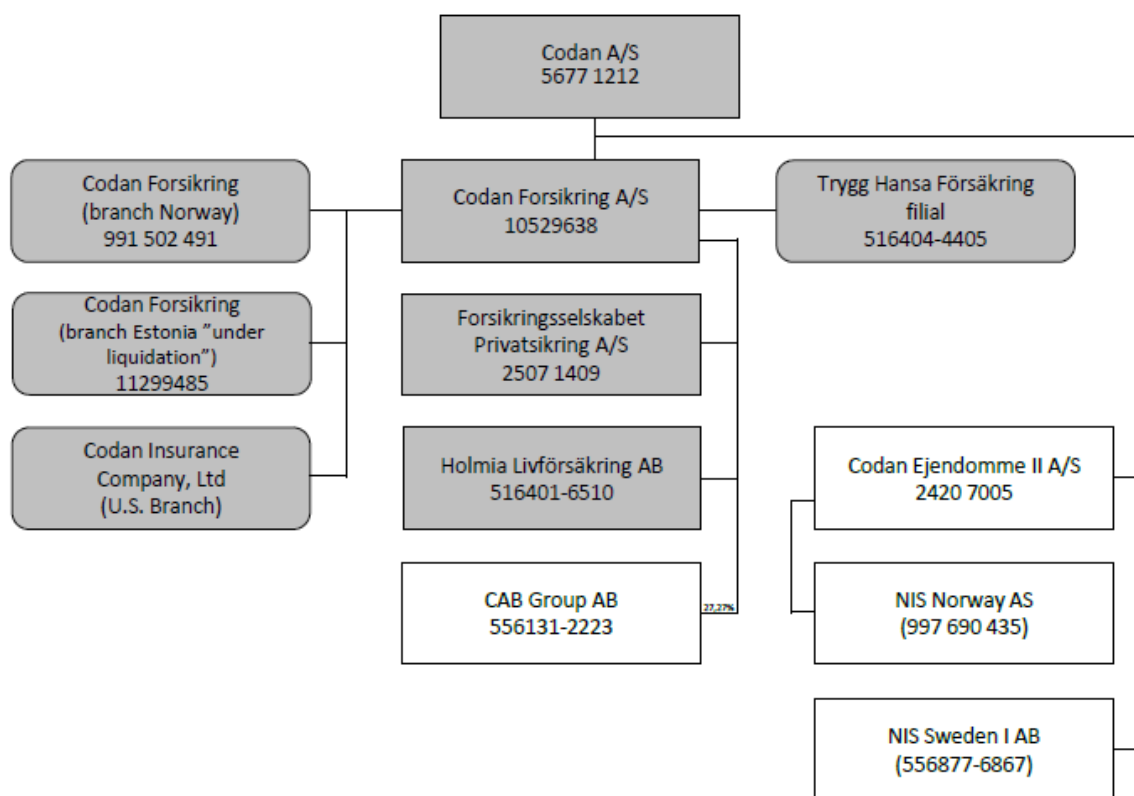 Codan A/S
5677 1212
Codan Forsikring
(branch Norway)
991 502 491
Codan Forsikring A/S
10529638
Trygg Hansa Försäkring
filial
516404-4405
Codan Forsikring
(branch Estonia ”under
liquidation”)
11299485
Forsikringsselskabet
Privatsikring A/S
2507 1409
Codan Insurance
Company, Ltd
(U.S. Branch)
Holmia Livförsäkring AB
516401-6510
Codan Ejendomme II A/S
2420 7005
CAB Group AB
556131-2223
27,27%
NIS Norway AS
(997 690 435)
NIS Sweden I AB
(556877-6867)